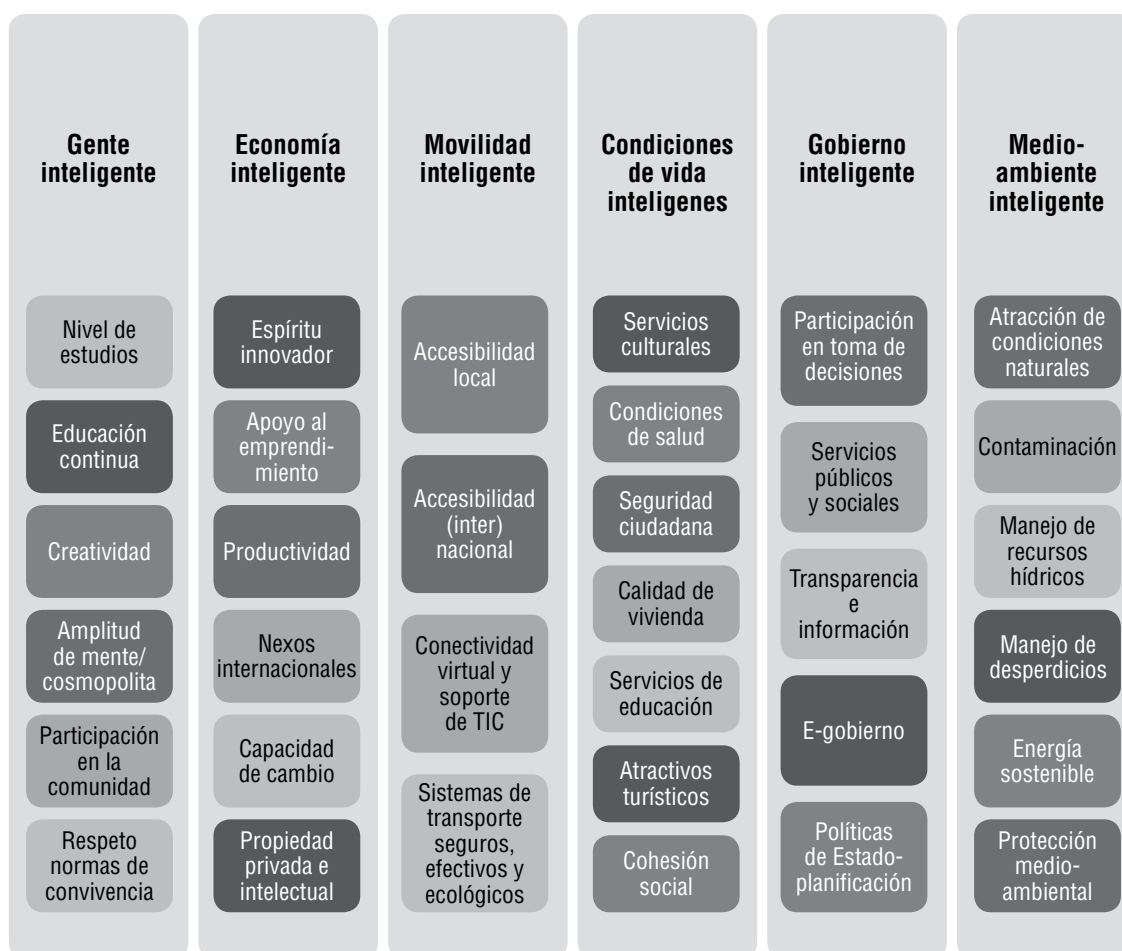 Gente
inteligente
Nivel de
estudios
Educación
continua
Creatividad
Amplitud
de mente/
cosmopolita
Participación
en la
comunidad
Respeto
normas de
convivencia
Economía
inteligente
Espíritu
innovador
Apoyo al
emprendi-
miento
Productividad
Nexos
internacionales
Capacidad
de cambio
Propiedad
privada e
intelectual
Movilidad
inteligente
Accesibilidad
local
Accesibilidad
(inter)
nacional
Conectividad
virtual y
soporte
de TIC
Sistemas de
transporte
seguros,
efectivos y
ecológicos
Condiciones
de vida
inteligenes
Servicios
culturales
Condiciones
de salud
Seguridad
ciudadana
Calidad de
vivienda
Servicios de
educación
Atractivos
turísticos
Cohesión
social
Gobierno
inteligente
Participación
en toma de
decisiones
Servicios
públicos
y sociales
Transparencia
e
información
E-gobierno
Políticas
de Estado-
planificación
Medio-
ambiente
inteligente
Atracción de
condiciones
naturales
Contaminación
Manejo de
recursos
hídricos
Manejo de
desperdicios
Energía
sostenible
Protección
medio-
ambiental